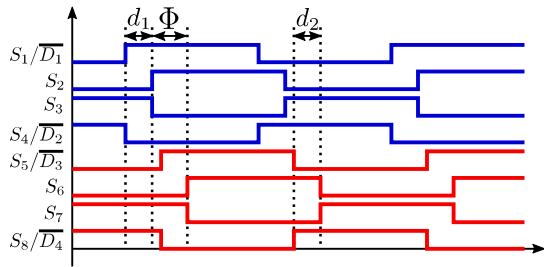 d₁ Φ d₂
S₁/D̅₁̅
S₂
S₃
S₄/D̅₂̅
S₅/D̅₃̅
S₆
S₇
S₈/D̅₄̅